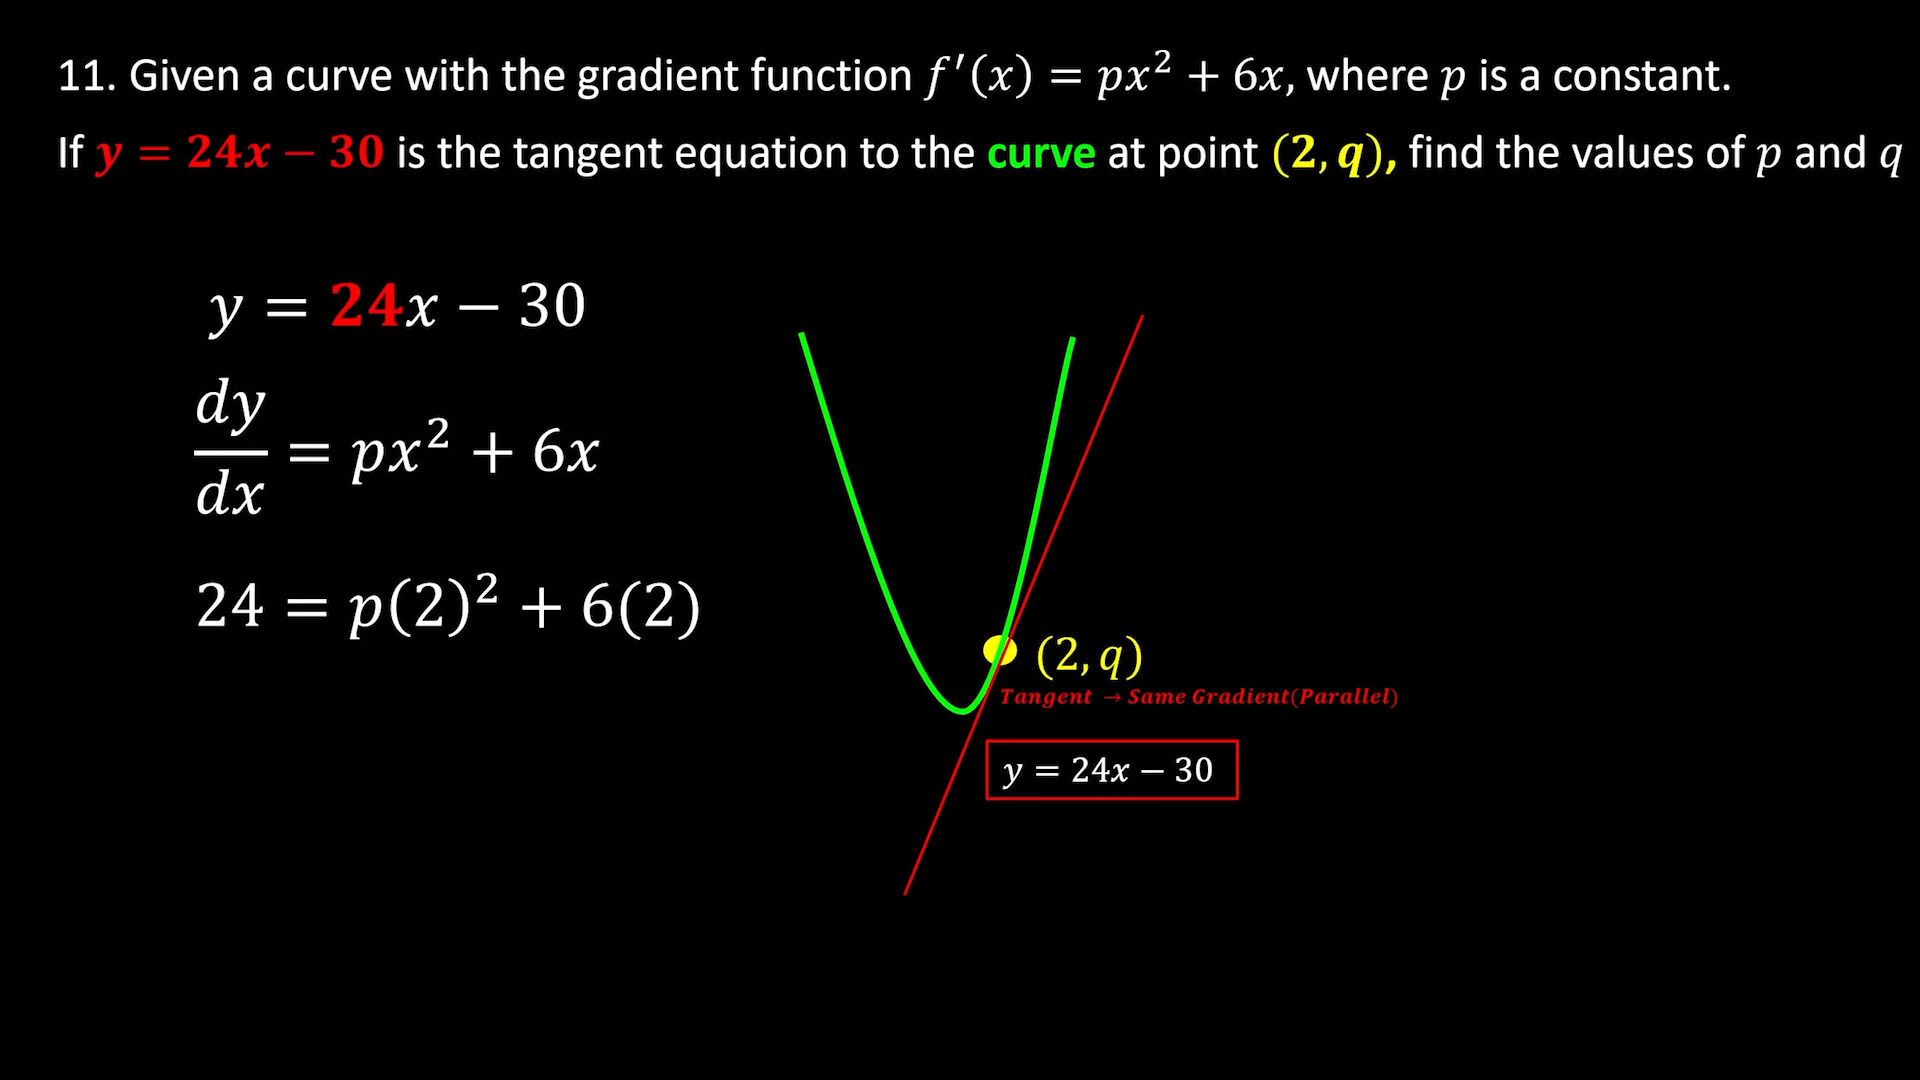 11. Given a curve with the gradient function f′(x) = px² + 6x, where p is a constant.
If y = 24x − 30 is the tangent equation to the curve at point (2, q), find the values of p and q
y = 24x − 30
dy/dx = px² + 6x
24 = p(2)² + 6(2)
(2, q)
Tangent → Same Gradient(Parallel)
y = 24x − 30